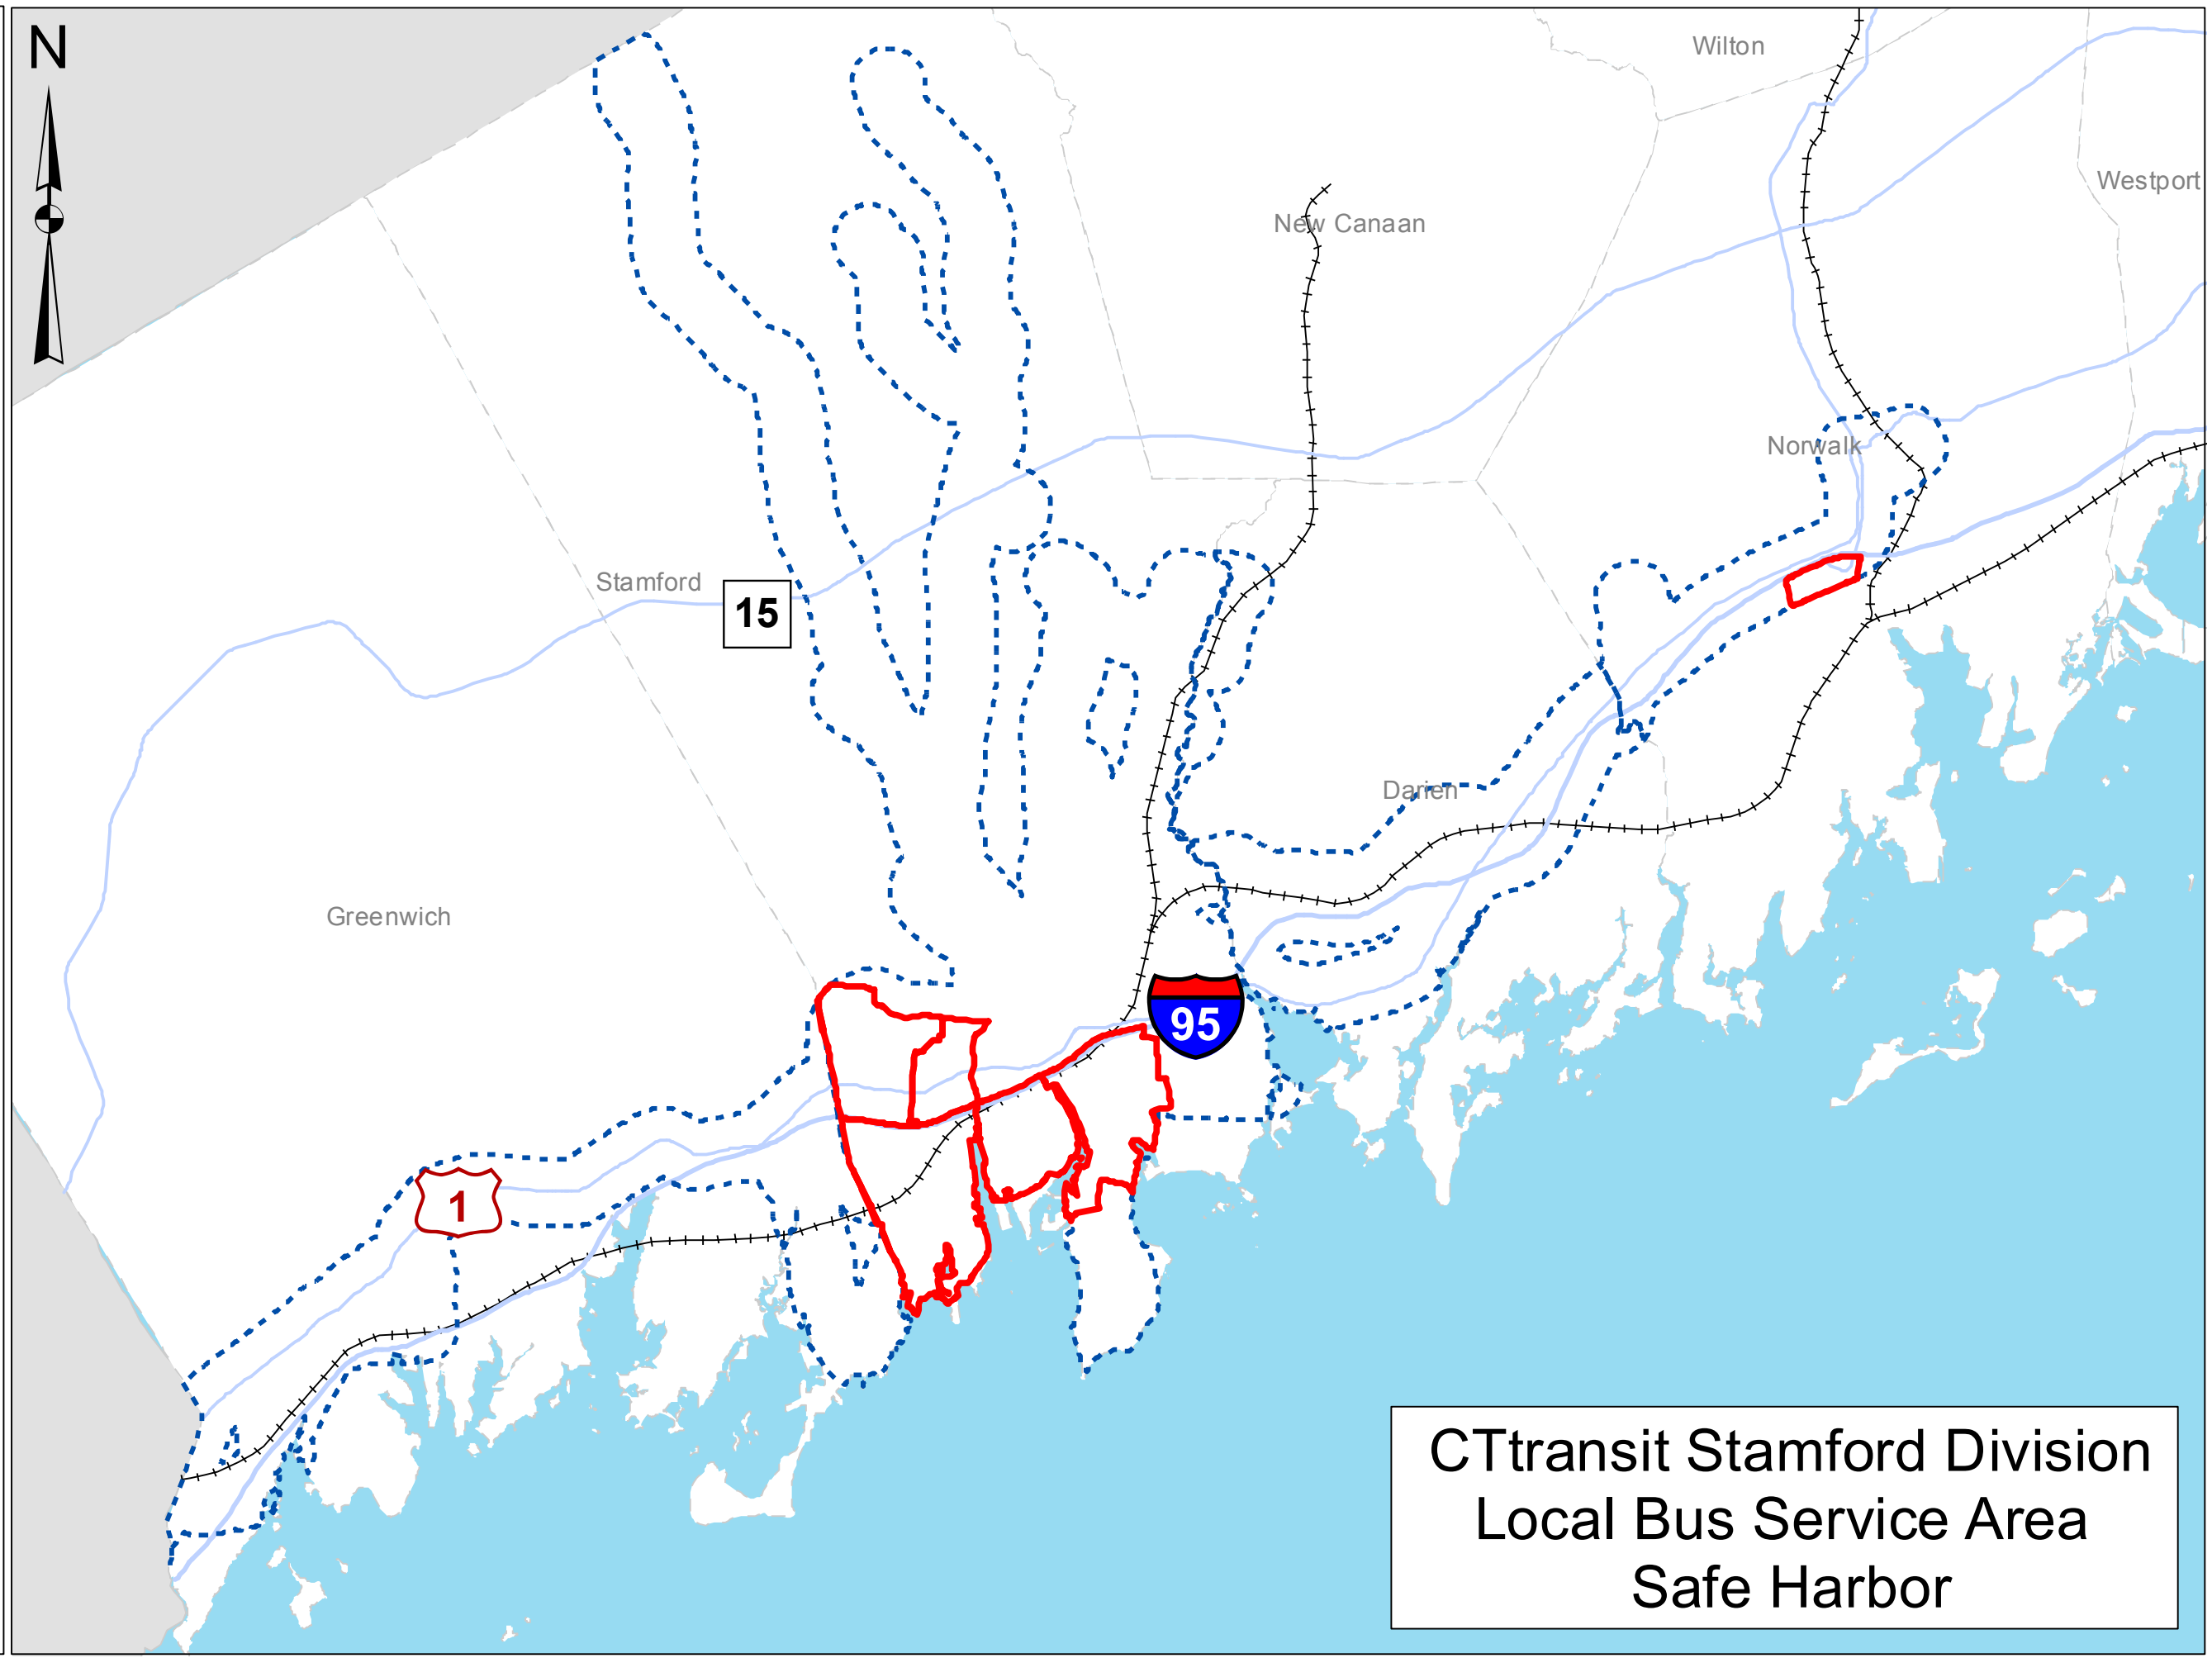 N
Wilton
Westport
New Canaan
Norwalk
Stamford
15
Darien
Greenwich
95
1
CTtransit Stamford Division
Local Bus Service Area
Safe Harbor